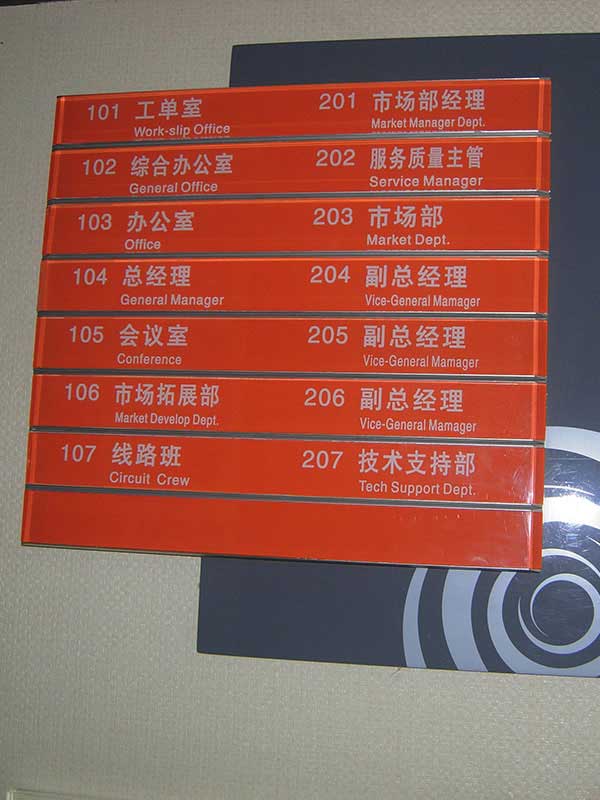 101 工单室
Work-slip Office
102 综合办公室
General Office
103 办公室
Office
104 总经理
General Manager
105 会议室
Conference
106 市场拓展部
Market Develop Dept.
107 线路班
Circuit Crew
201 市场部经理
Market Manager Dept.
202 服务质量主管
Service Manager
203 市场部
Market Dept.
204 副总经理
Vice-General Mamager
205 副总经理
Vice-General Mamager
206 副总经理
Vice-General Mamager
207 技术支持部
Tech Support Dept.